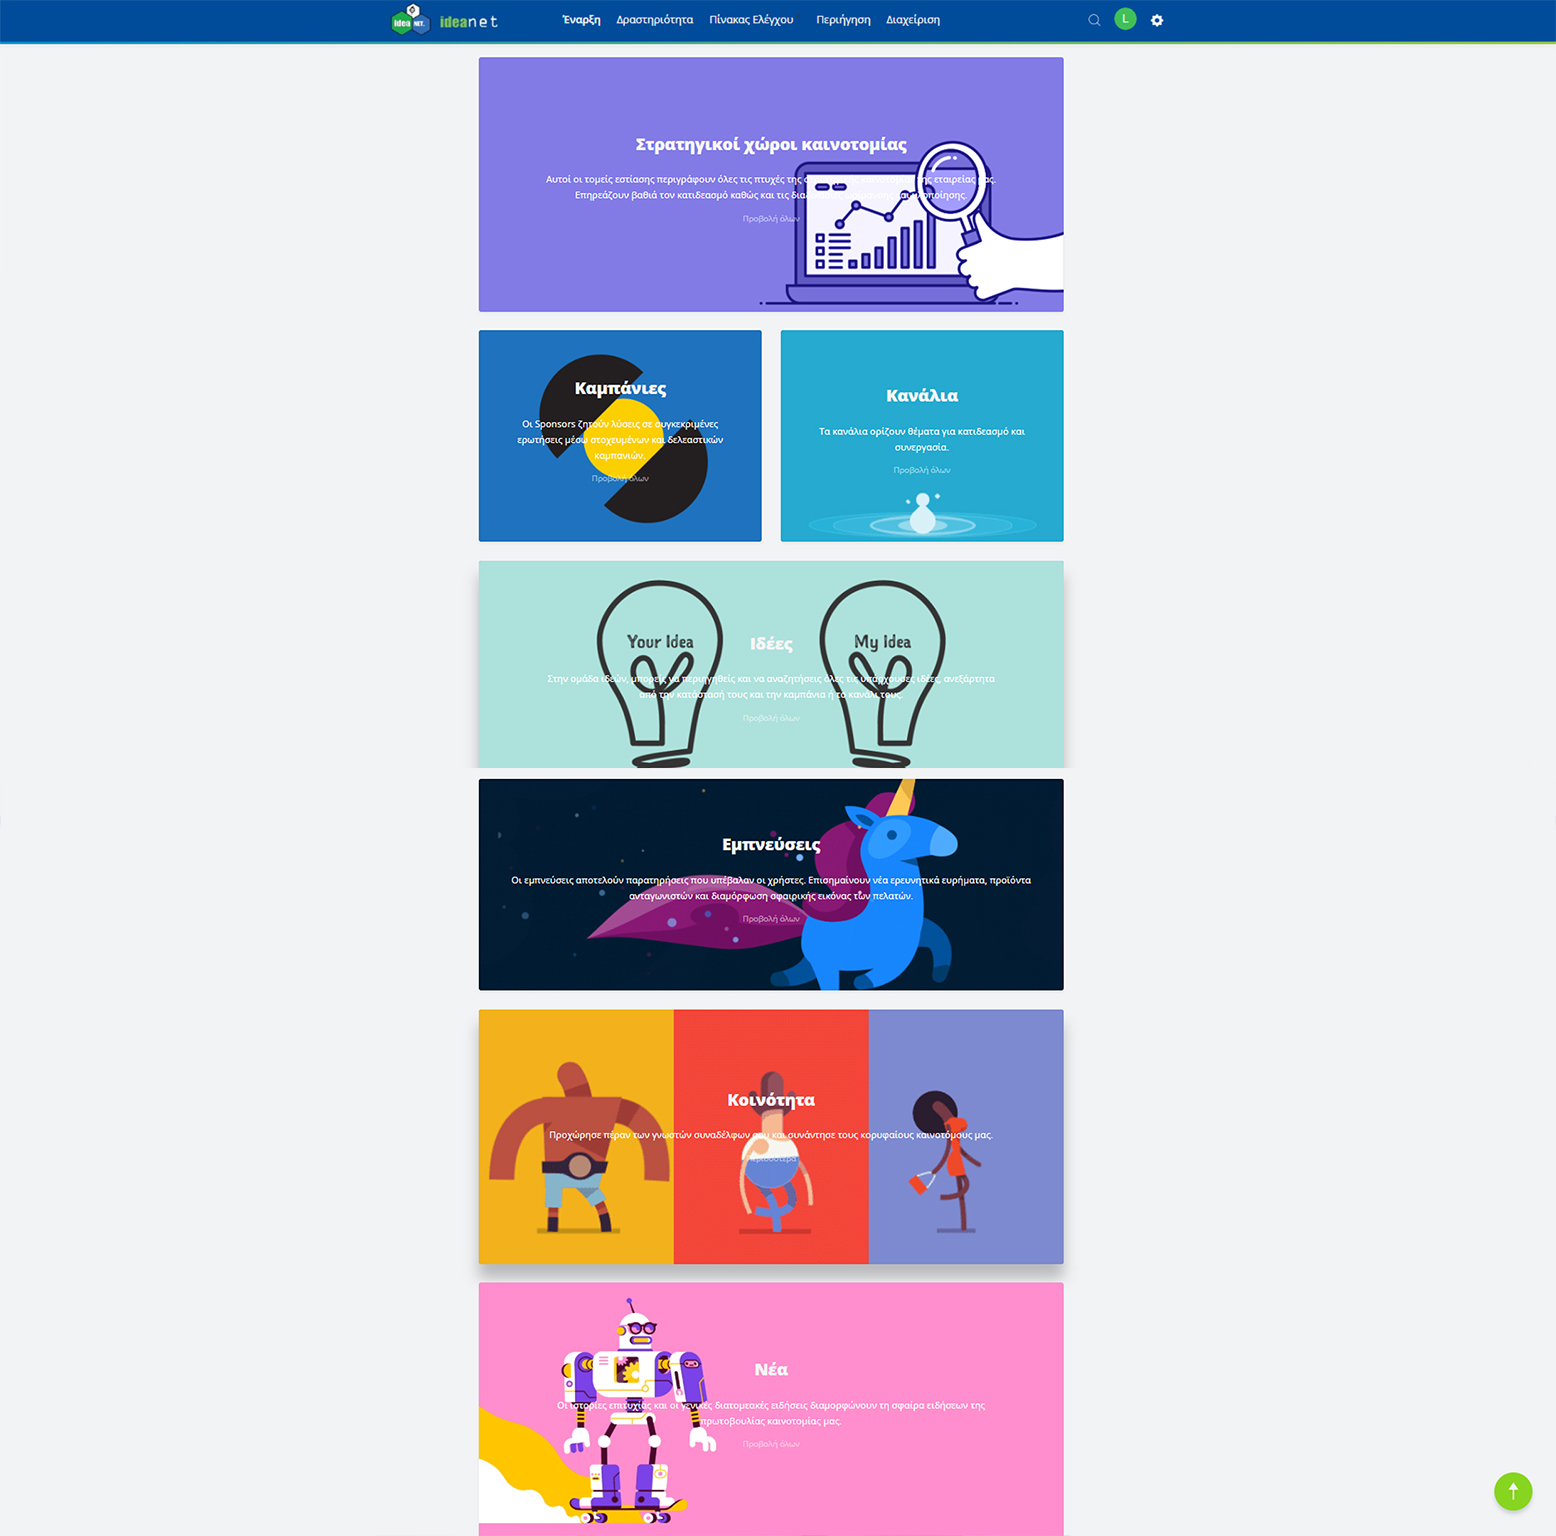 idea NET. ideanet Έναρξη Δραστηριότητα Πίνακας Ελέγχου Περιήγηση Διαχείριση L
Στρατηγικοί χώροι καινοτομίας
Αυτοί οι τομείς εστίασης περιγράφουν όλες τις πτυχές της της εταιρείας μας.
Επηρεάζουν βαθιά τον κατιδεασμό καθώς και τις
Προβολή όλων
Καμπάνιες
Οι Sponsors ζητούν λύσεις σε συγκεκριμένες
ερωτήσεις μέσω στοχευμένων και δελεαστικών
καμπανιών.
Προβολή όλων
Κανάλια
Τα κανάλια ορίζουν θέματα για κατιδεασμό και
συνεργασία.
Προβολή όλων
Your Idea
My Idea
Ιδέες
Στην ομάδα ιδεών, μπορείς να περιηγηθείς και να αναζητήσεις όλες τις υπάρχουσες ιδέες, ανεξάρτητα
από την κατάστασή τους και την καμπάνια ή το κανάλι τους.
Προβολή όλων
Εμπνεύσεις
Οι εμπνεύσεις αποτελούν παρατηρήσεις που υπέβαλαν οι χρήστες. Επισημαίνουν νέα ερευνητικά ευρήματα, προϊόντα
ανταγωνιστών και διαμόρφωση σφαιρικής εικόνας των πελατών.
Προβολή όλων
Κοινότητα
Προχώρησε πέραν των γνωστών συναδέλφων σου και συνάντησε τους κορυφαίους καινοτόμους μας.
Περισσότερα
Νέα
Οι ιστορίες επιτυχίας και οι γενικές διατομεακές ειδήσεις διαμορφώνουν τη σφαίρα ειδήσεων της
πρωτοβουλίας καινοτομίας μας.
Προβολή όλων